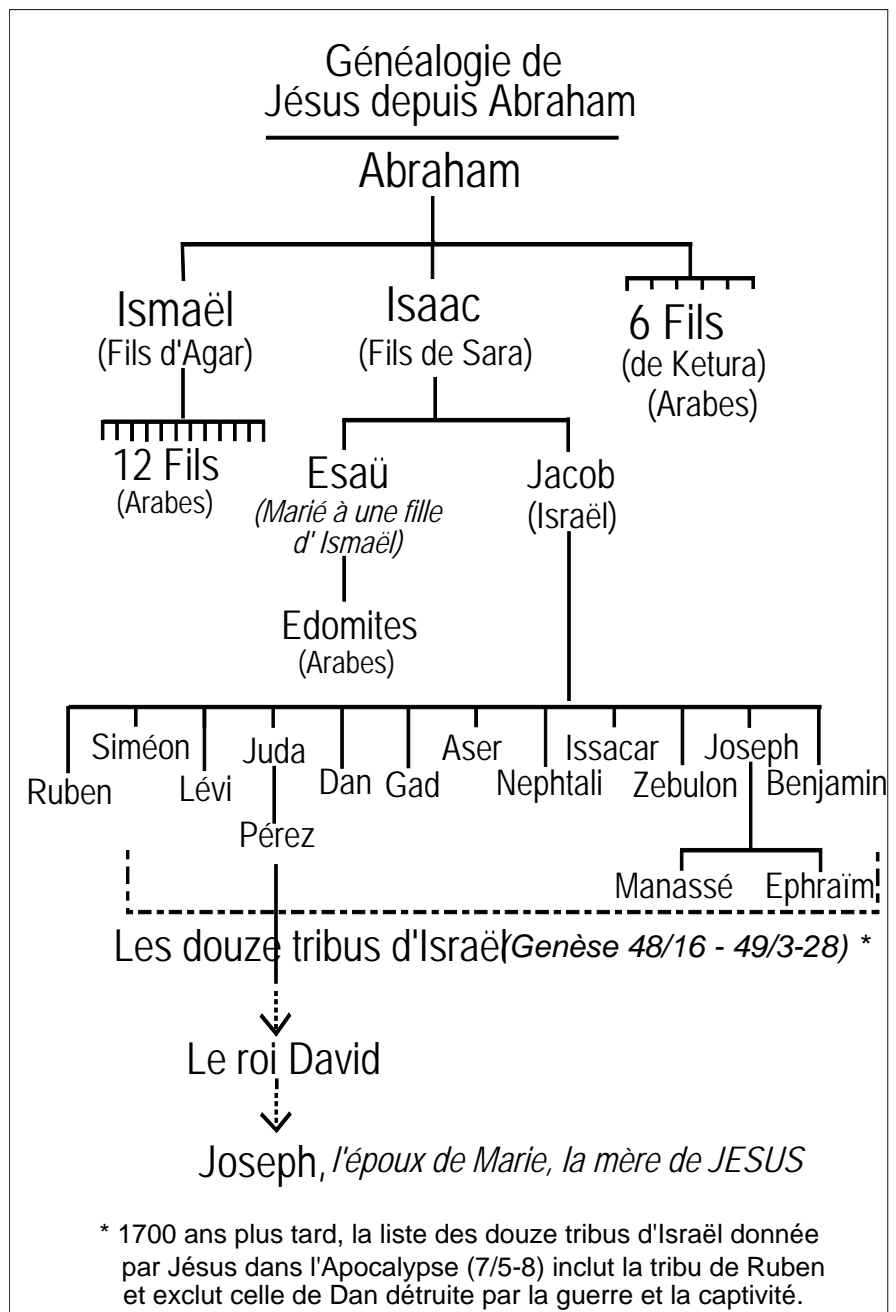 Généalogie de
Jésus depuis Abraham
Abraham
Ismaël
(Fils d'Agar)
Isaac
(Fils de Sara)
6 Fils
(de Ketura)
(Arabes)
12 Fils
(Arabes)
Esaü
(Marié à une fille
d' Ismaël)
Jacob
(Israël)
Edomites
(Arabes)
Ruben Siméon Lévi Juda Dan Gad Aser Nephtali Issacar Zebulon Joseph Benjamin
Pérez
Manassé Ephraïm
Les douze tribus d'Israël(Genèse 48/16 - 49/3-28) *
Le roi David
Joseph, l'époux de Marie, la mère de JESUS
* 1700 ans plus tard, la liste des douze tribus d'Israël donnée
par Jésus dans l'Apocalypse (7/5-8) inclut la tribu de Ruben
et exclut celle de Dan détruite par la guerre et la captivité.